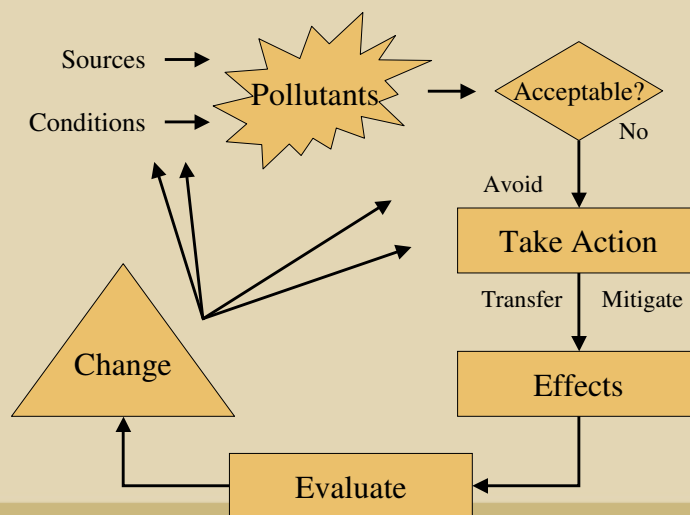 Sources
Pollutants
Acceptable?
Conditions
No
Avoid
Take Action
Transfer
Mitigate
Change
Effects
Evaluate